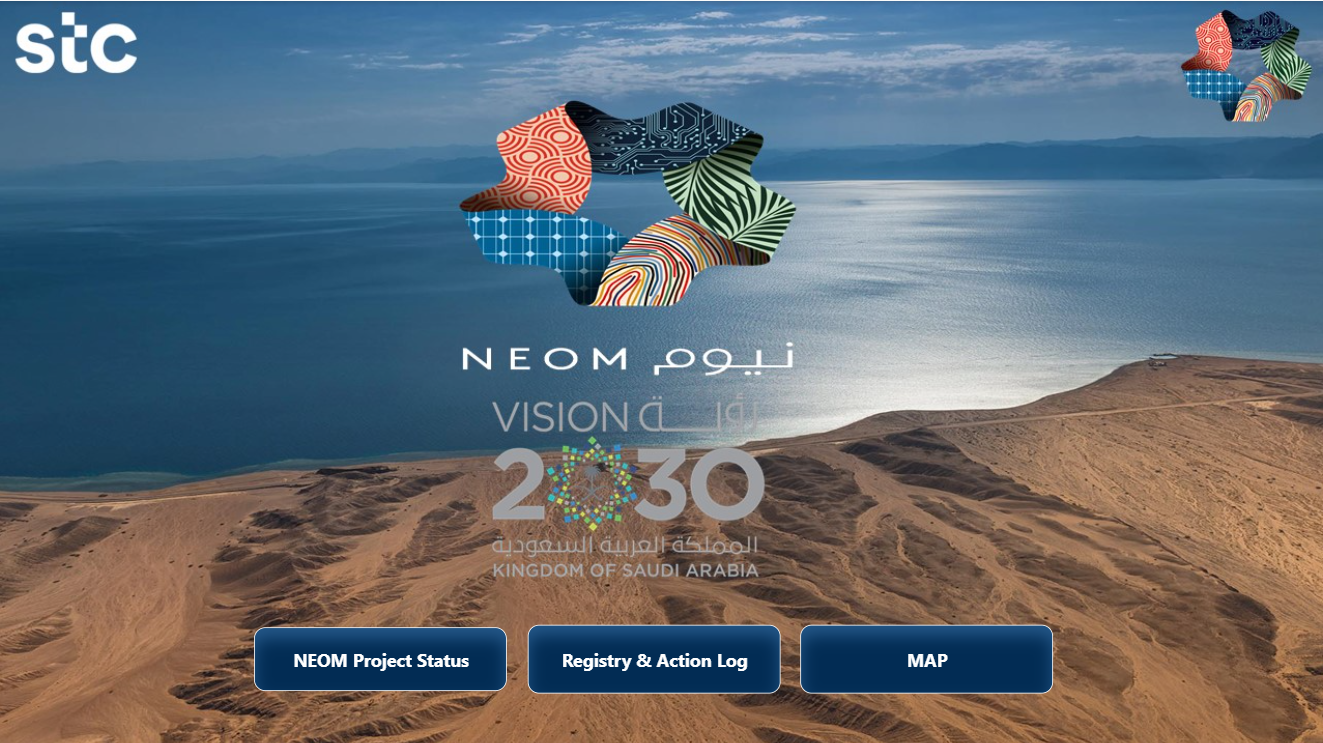 stc
NEOM نيوم
VISION رؤيــة
2030
المملكة العربية السعودية
KINGDOM OF SAUDI ARABIA
NEOM Project Status
Registry & Action Log
MAP